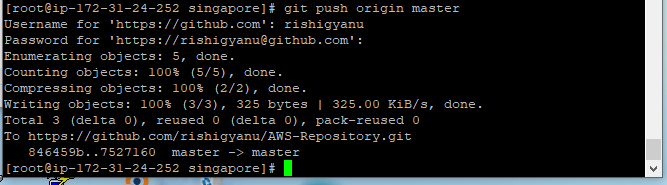 [root@ip-172-31-24-252 singapore]# git push origin master
Username for 'https://github.com': rishigyanu
Password for 'https://rishigyanu@github.com':
Enumerating objects: 5, done.
Counting objects: 100% (5/5), done.
Compressing objects: 100% (2/2), done.
Writing objects: 100% (3/3), 325 bytes | 325.00 KiB/s, done.
Total 3 (delta 0), reused 0 (delta 0), pack-reused 0
To https://github.com/rishigyanu/AWS-Repository.git
   846459b..7527160  master -> master
[root@ip-172-31-24-252 singapore]#